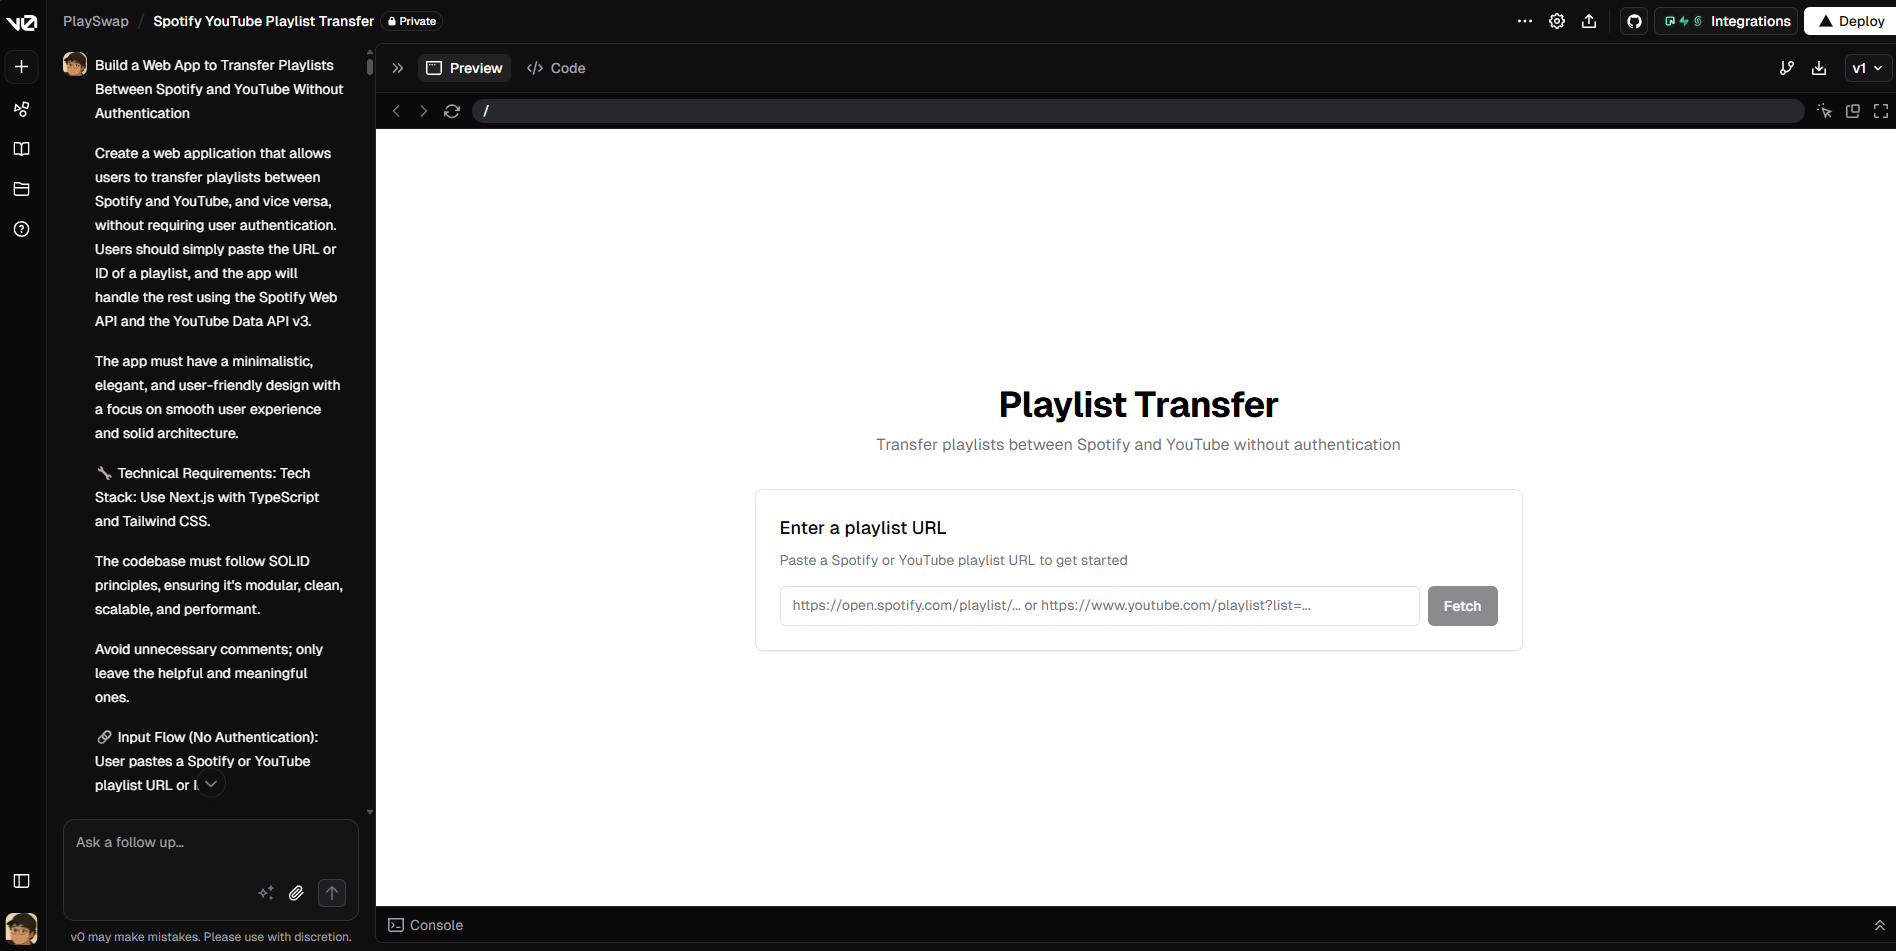 v0
PlaySwap / Spotify YouTube Playlist Transfer
Private
Integrations
Deploy
Build a Web App to Transfer Playlists
Between Spotify and YouTube Without
Authentication
Create a web application that allows
users to transfer playlists between
Spotify and YouTube, and vice versa,
without requiring user authentication.
Users should simply paste the URL or
ID of a playlist, and the app will
handle the rest using the Spotify Web
API and the YouTube Data API v3.
The app must have a minimalistic,
elegant, and user-friendly design with
a focus on smooth user experience
and solid architecture.
🔧 Technical Requirements: Tech
Stack: Use Next.js with TypeScript
and Tailwind CSS.
The codebase must follow SOLID
principles, ensuring it's modular, clean,
scalable, and performant.
Avoid unnecessary comments; only
leave the helpful and meaningful
ones.
🔗 Input Flow (No Authentication):
User pastes a Spotify or YouTube
playlist URL or
Ask a follow up...
v0 may make mistakes. Please use with discretion.
Preview
</> Code
v1
/
Playlist Transfer
Transfer playlists between Spotify and YouTube without authentication
Enter a playlist URL
Paste a Spotify or YouTube playlist URL to get started
https://open.spotify.com/playlist/... or https://www.youtube.com/playlist?list=...
Fetch
Console